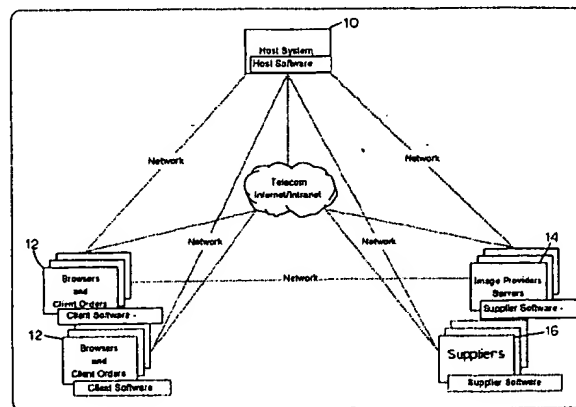 10
Host System
Host Software
Network
Network
Telecom
Internet/Intranet
12
Network
Network
14
Browsers
and
Client Orders
Client Software -
Network
Image Providers
Servers
Supplier Software -
12
16
Browsers
and
Client Orders
Client Software
Suppliers
Supplier Software